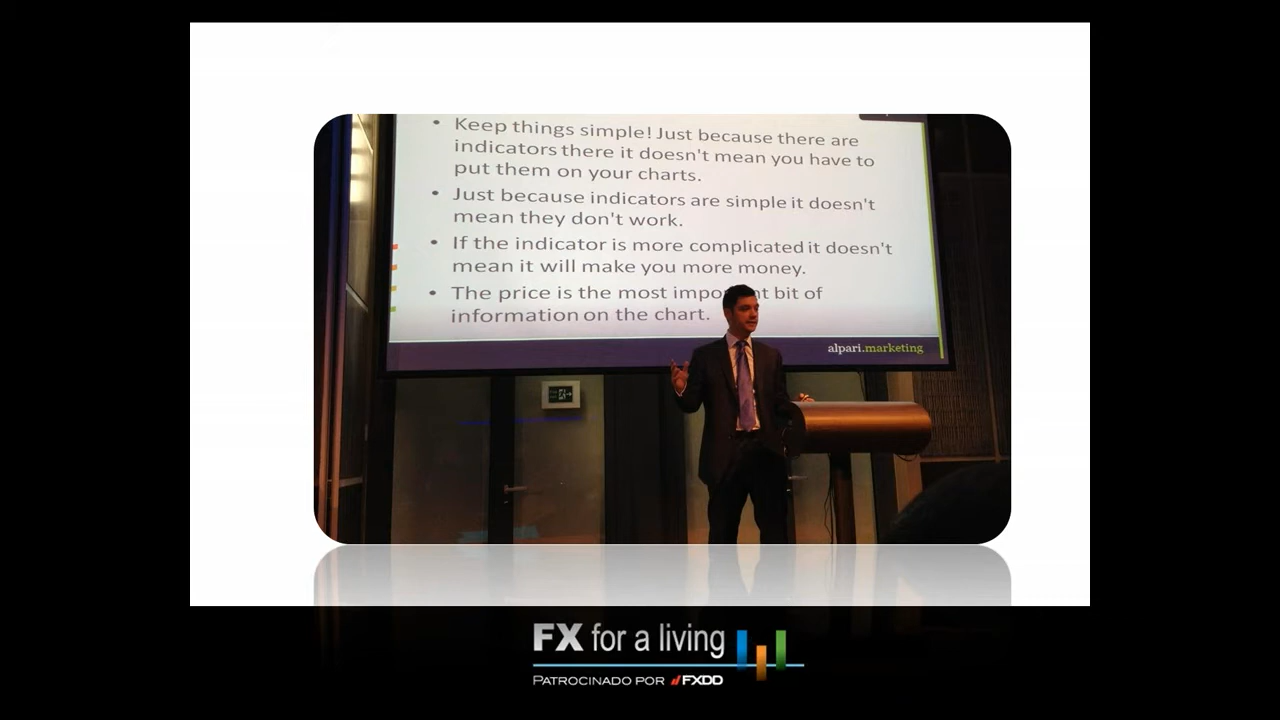 • Keep things simple! Just because there are
indicators there it doesn't mean you have to
put them on your charts.
• Just because indicators are simple it doesn't
mean they don't work.
• If the indicator is more complicated it doesn't
mean it will make you more money.
• The price is the most important bit of
information on the chart.
alpari.marketing
FX for a living
PATROCINADO POR FXDD